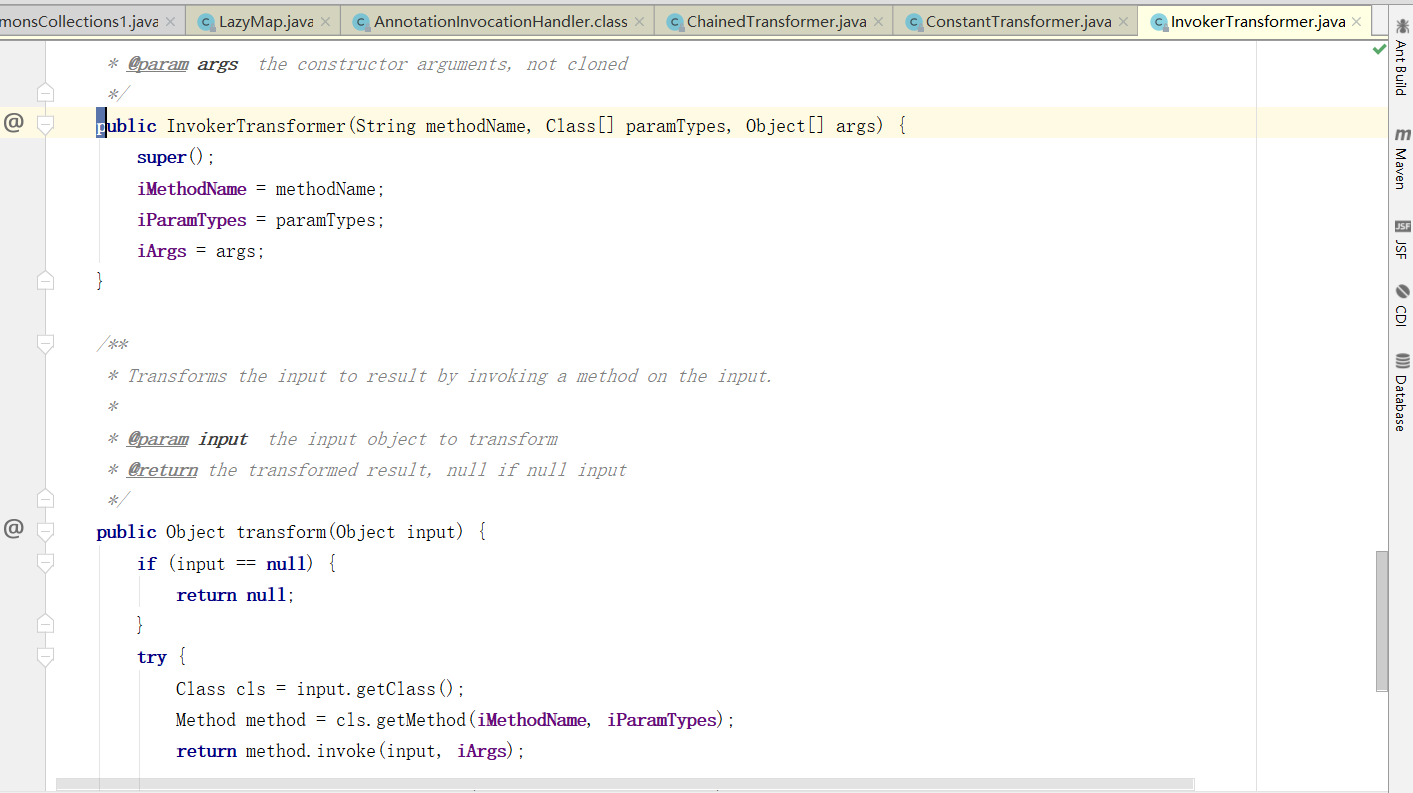 monsCollections1.java LazyMap.java AnnotationInvocationHandler.class ChainedTransformer.java ConstantTransformer.java InvokerTransformer.java
* @param args  the constructor arguments, not cloned
*/
@ public InvokerTransformer(String methodName, Class[] paramTypes, Object[] args) {
super();
iMethodName = methodName;
iParamTypes = paramTypes;
iArgs = args;
}
/**
* Transforms the input to result by invoking a method on the input.
*
* @param input  the input object to transform
* @return the transformed result, null if null input
*/
@ public Object transform(Object input) {
if (input == null) {
return null;
}
try {
Class cls = input.getClass();
Method method = cls.getMethod(iMethodName, iParamTypes);
return method.invoke(input, iArgs);
Ant Build
m Maven
JSF JSF
CDI
Database